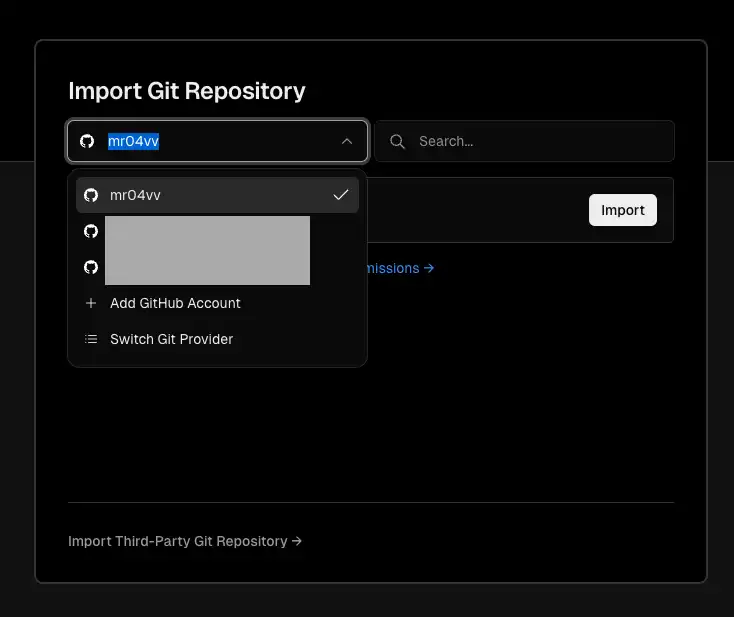 Import Git Repository
mr04vv
Search...
mr04vv
Import
missions →
Add GitHub Account
Switch Git Provider
Import Third-Party Git Repository →